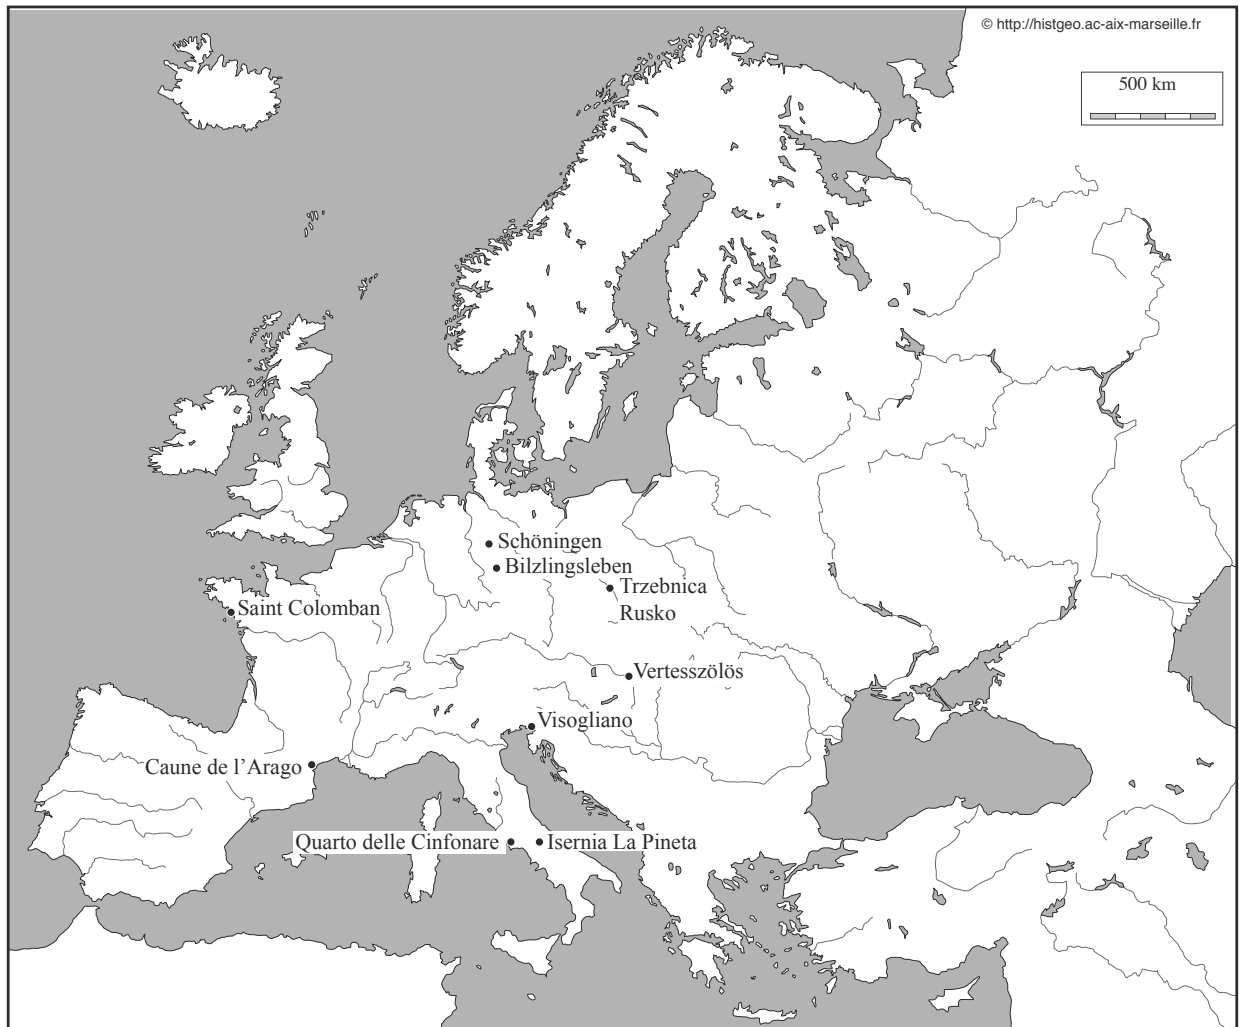 © http://histgeo.ac-aix-marseille.fr
500 km
Schöningen
Bilzlingsleben
Trzebnica
Rusko
Saint Colomban
Vertesszölös
Visogliano
Caune de l'Arago
Quarto delle Cinfonare
Isernia La Pineta